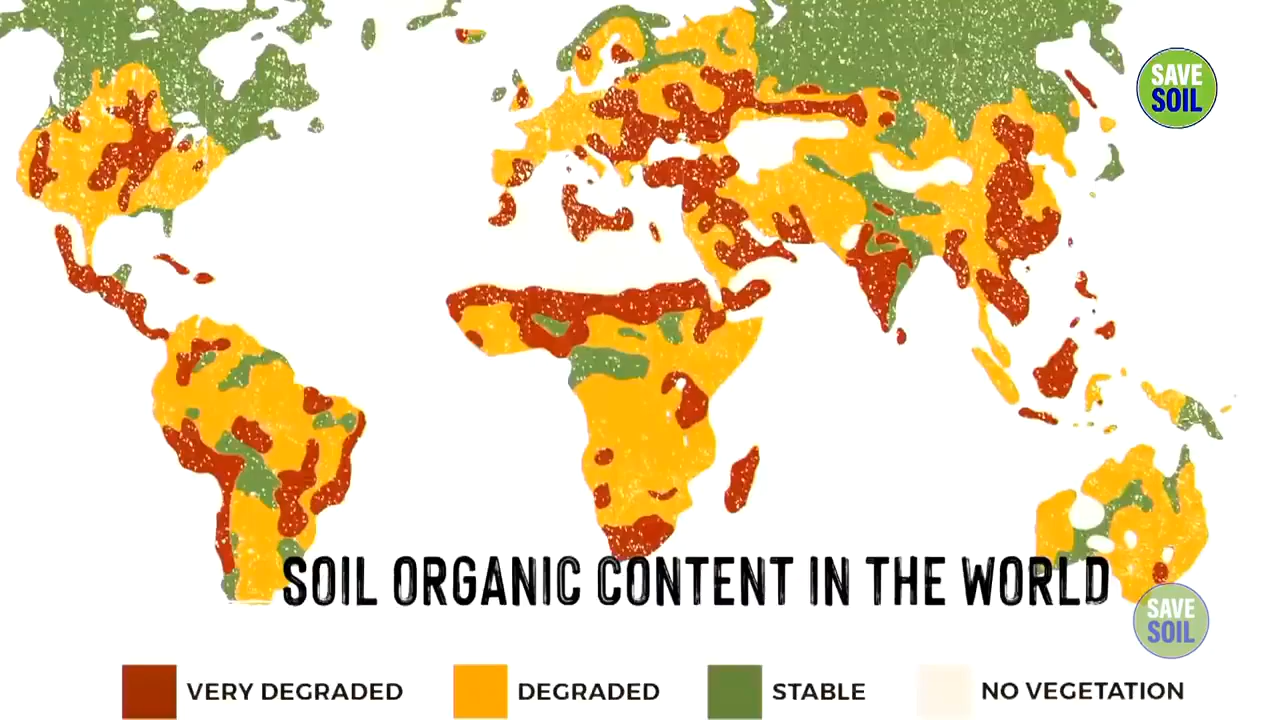 SAVE
SOIL
SOIL ORGANIC CONTENT IN THE WORLD
SAVE
SOIL
VERY DEGRADED
DEGRADED
STABLE
NO VEGETATION